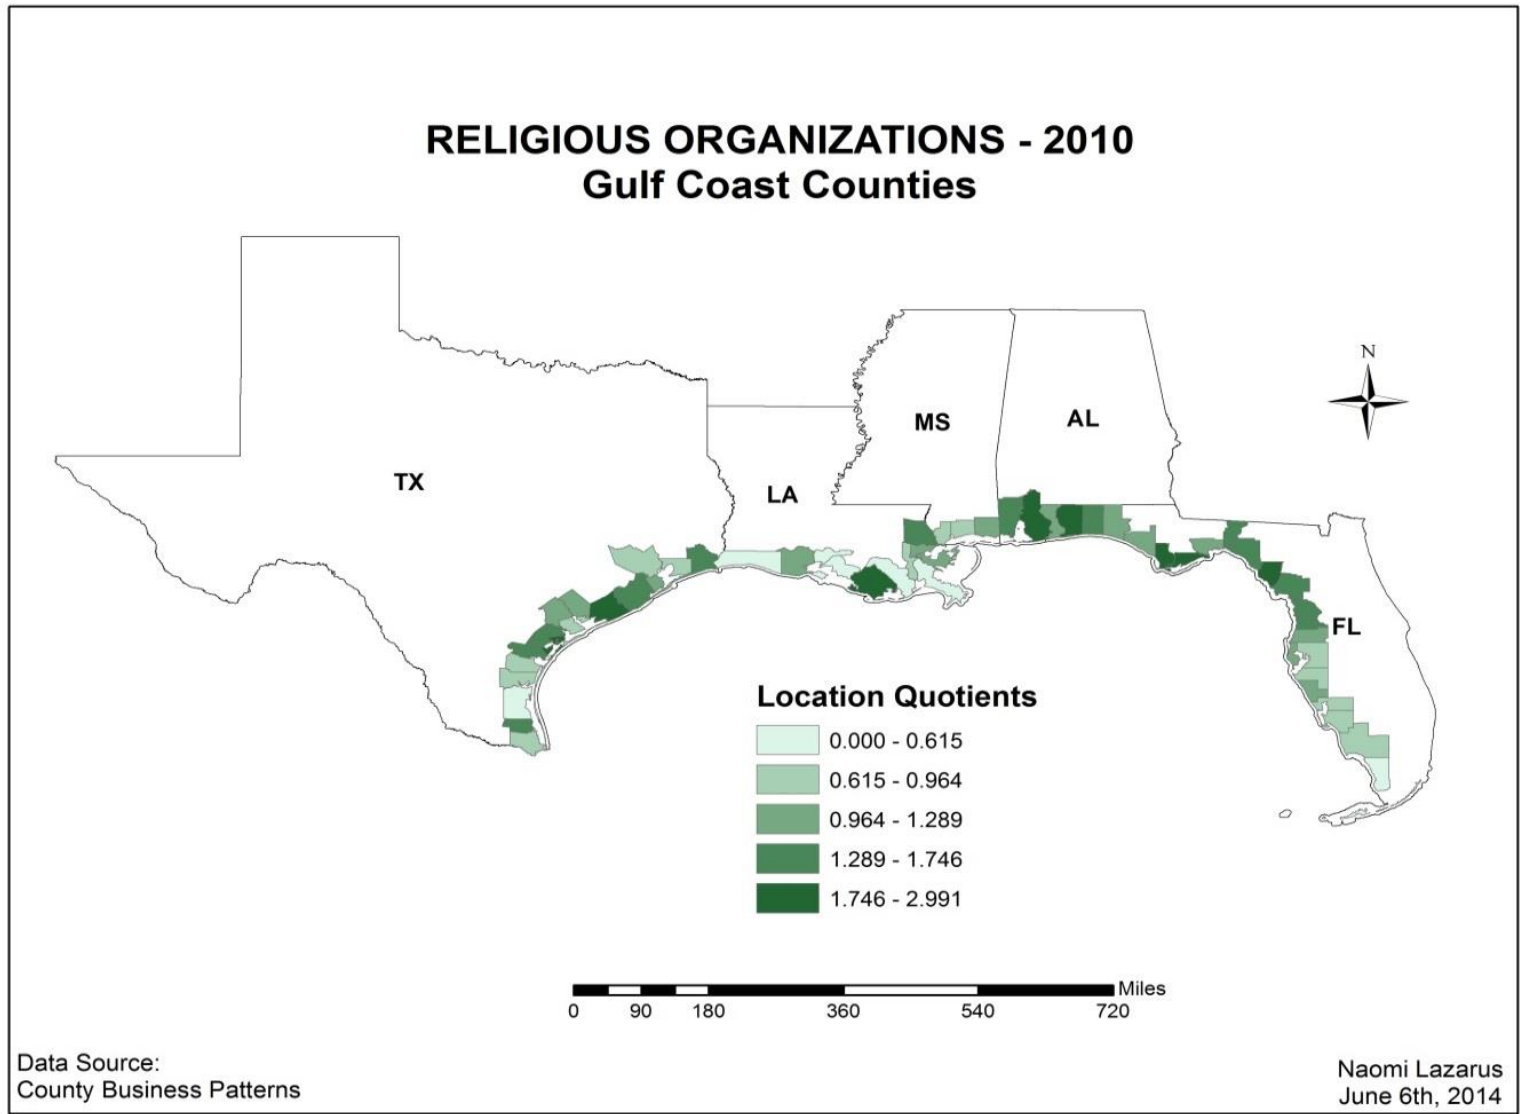 RELIGIOUS ORGANIZATIONS - 2010
Gulf Coast Counties
N
MS
AL
TX
LA
FL
Location Quotients
0.000 - 0.615
0.615 - 0.964
0.964 - 1.289
1.289 - 1.746
1.746 - 2.991
Miles
0 90 180 360 540 720
Data Source:
County Business Patterns
Naomi Lazarus
June 6th, 2014